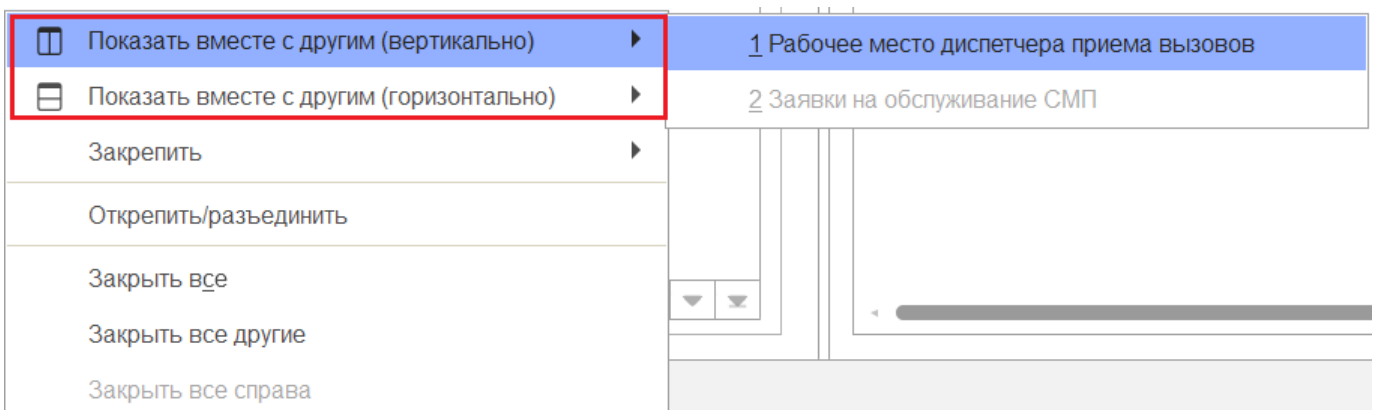 Показать вместе с другим (вертикально)
1 Рабочее место диспетчера приема вызовов
Показать вместе с другим (горизонтально)
2 Заявки на обслуживание СМП
Закрепить
Открепить/разъединить
Закрыть все
Закрыть все другие
Закрыть все справа